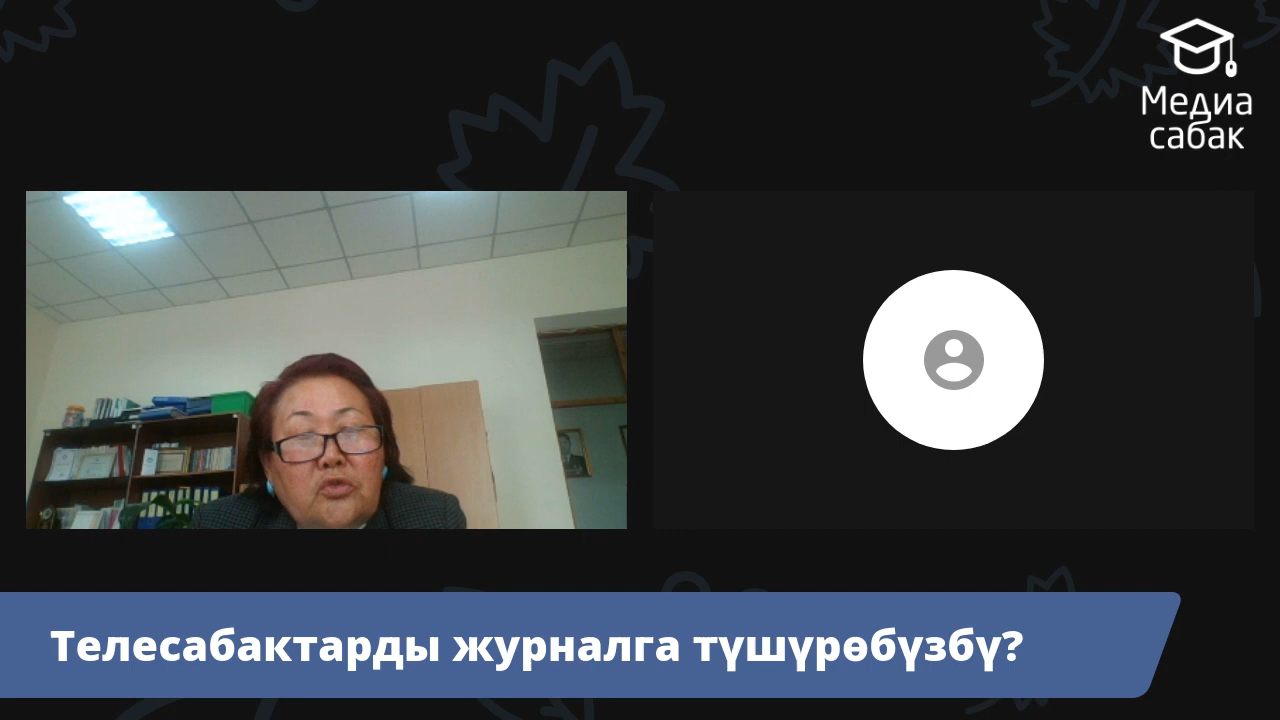 Медиа
сабак
Телесабактарды журналга түшүрөбүзбү?